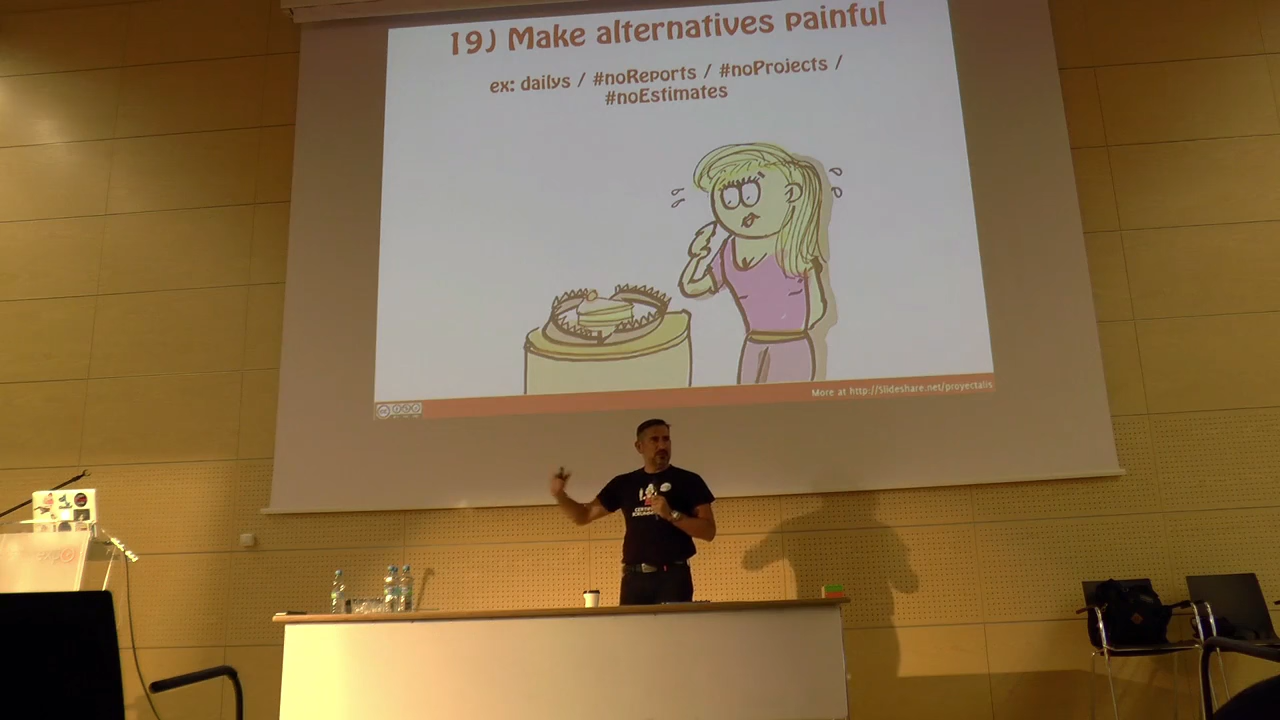 19) Make alternatives painful
ex: dailys / #noReports / #noProjects /
#noEstimates
More at http://Slideshare.net/proyectalis